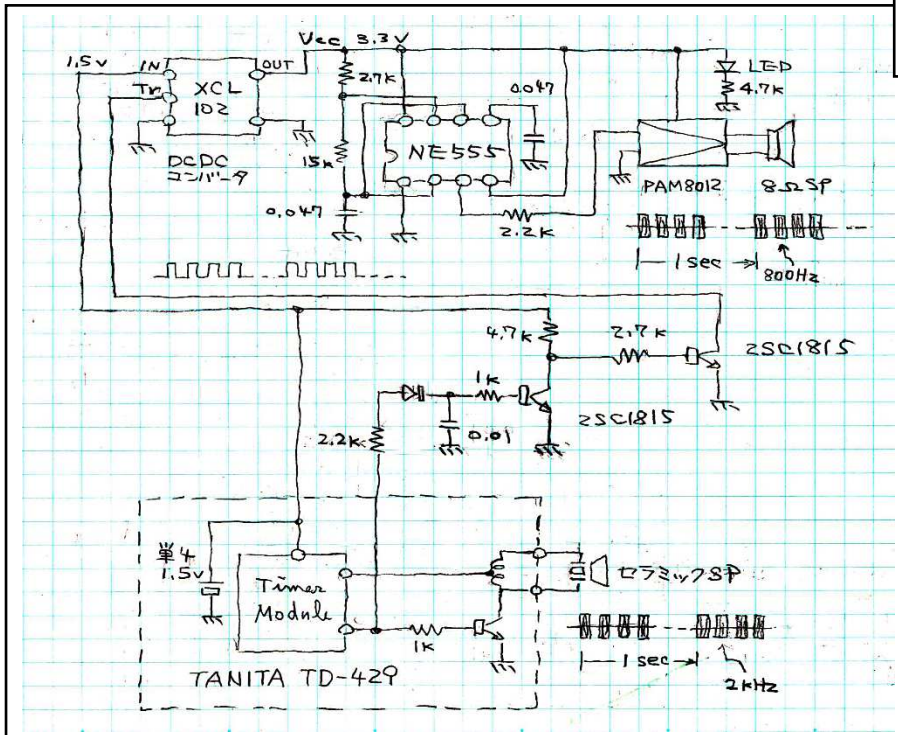 Vcc 3.3V
1.5V
IN
OUT
Tr
XCL
102
2.7K
0.047
LED
4.7K
15K
NE555
DCDC
コンバータ
0.047
2.2K
PAM8012
8ΩSP
1 sec
800Hz
4.7K
2.7K
2SC1815
1K
2SC1815
2.2K
0.01
単4
1.5V
Timer
Module
セラミックSP
1K
1 sec
2KHz
TANITA TD-429